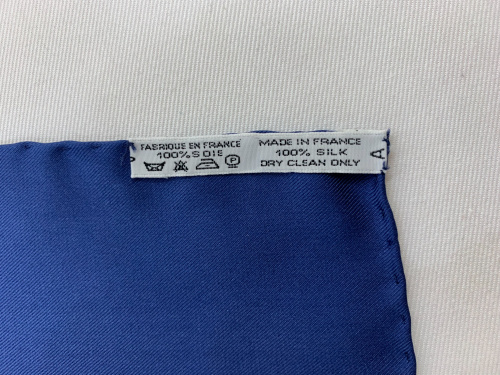 FABRIQUE EN FRANCE
100% SOIE
P
MADE IN FRANCE
100% SILK
DRY CLEAN ONLY
A